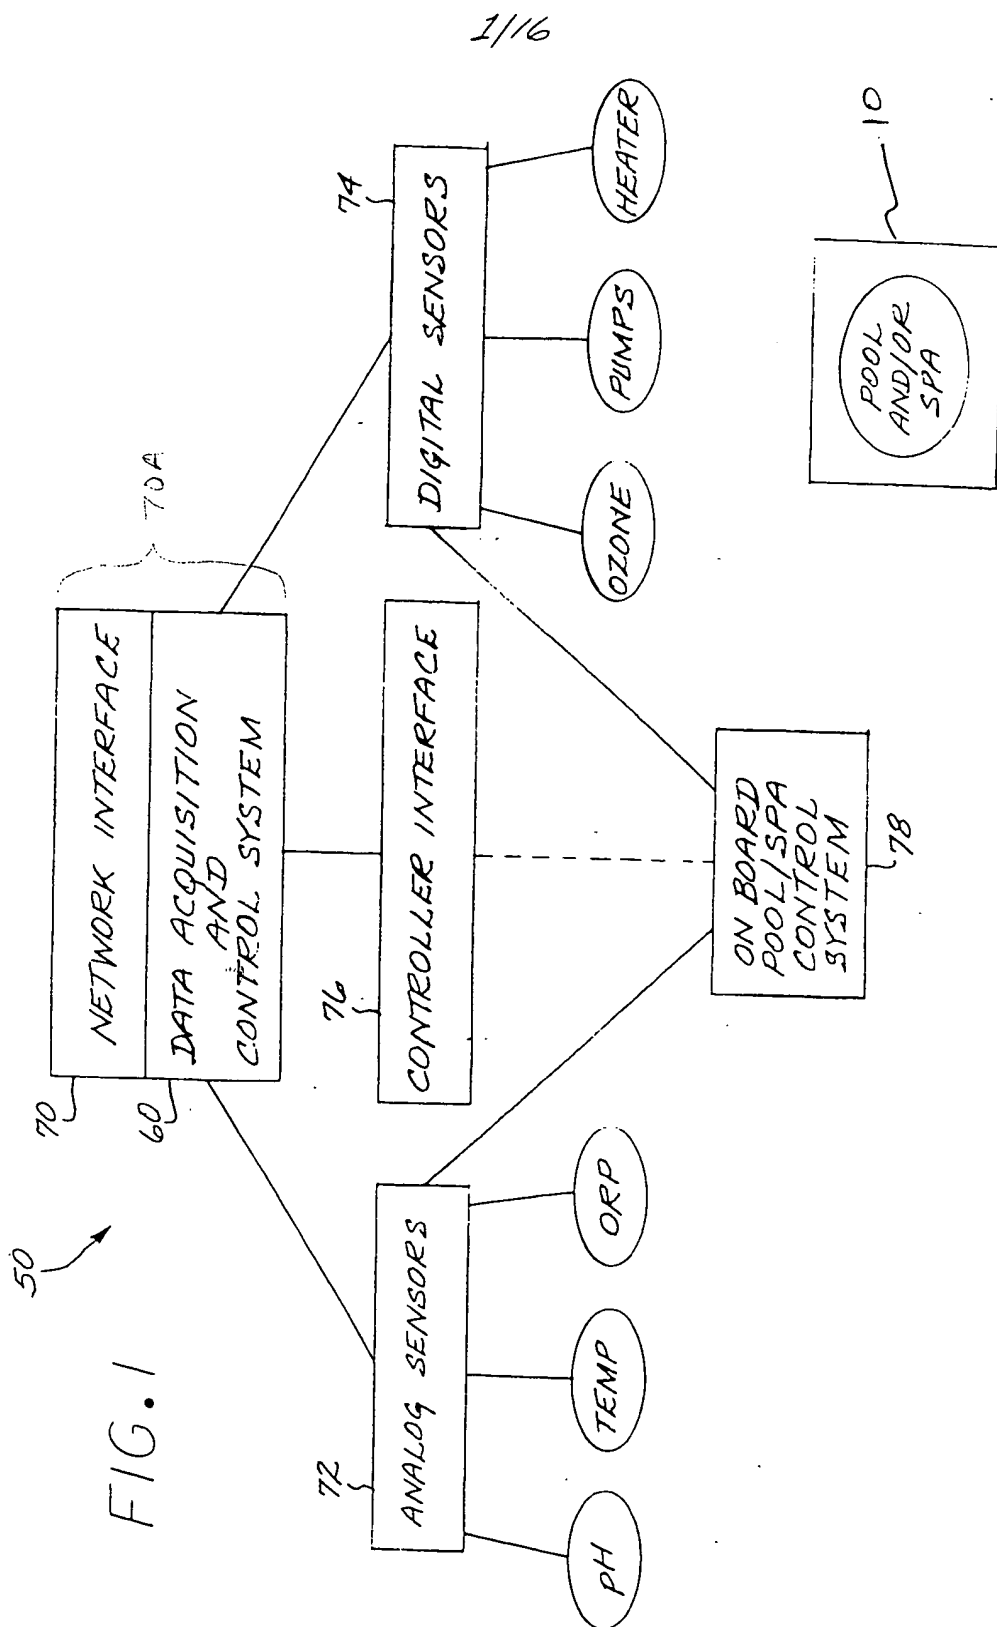 1/16
FIG.1
50
70
NETWORK INTERFACE
70A
60
DATA ACQUISITION
AND
CONTROL SYSTEM
72
ANALOG SENSORS
76
CONTROLLER INTERFACE
74
DIGITAL SENSORS
pH
TEMP
ORP
OZONE
PUMPS
HEATER
ON BOARD
POOL/SPA
CONTROL
SYSTEM
78
POOL
AND/OR
SPA
10